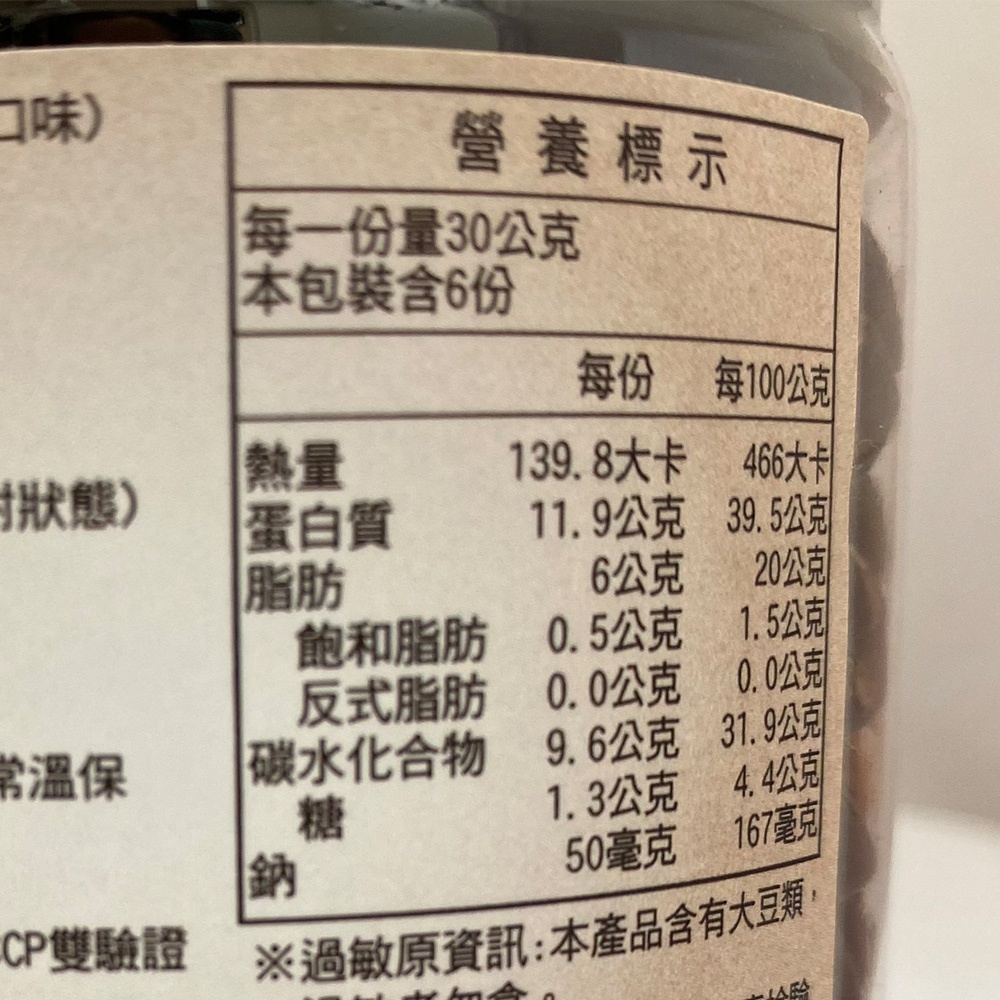 口味)
狀態)
常溫保
CP雙驗證
營養標示
每一份量30公克
本包裝含6份
每份 每100公克
熱量 139.8大卡 466大卡
蛋白質 11.9公克 39.5公克
脂肪 6公克 20公克
飽和脂肪 0.5公克 1.5公克
反式脂肪 0.0公克 0.0公克
碳水化合物 9.6公克 31.9公克
糖 1.3公克 4.4公克
鈉 50毫克 167毫克
※過敏原資訊:本產品含有大豆類,